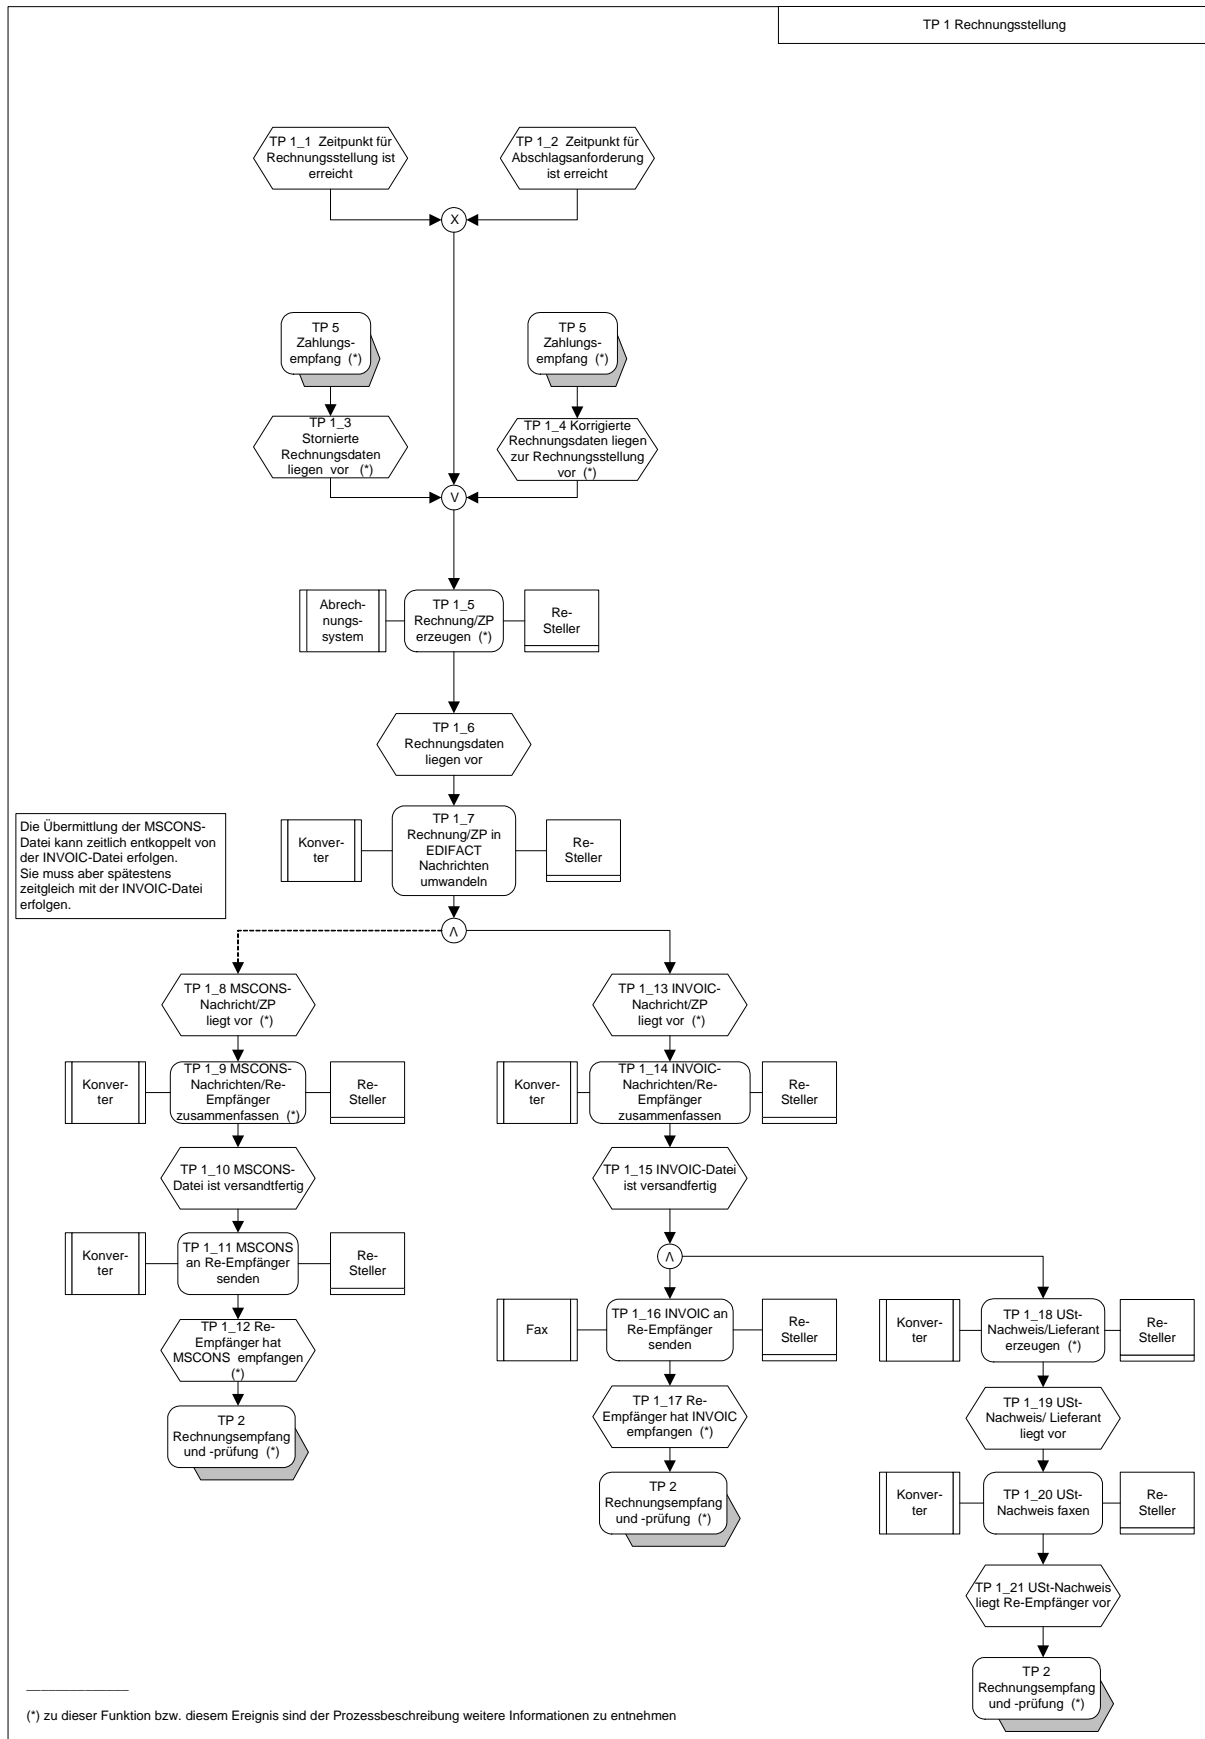 TP 1 Rechnungsstellung
TP 1_1  Zeitpunkt für
Rechnungsstellung ist
erreicht
TP 1_2  Zeitpunkt für
Abschlagsanforderung
ist erreicht
X
TP 5
Zahlungs-
empfang  (*)
TP 5
Zahlungs-
empfang  (*)
TP 1_3
Stornierte
Rechnungsdaten
liegen  vor   (*)
TP 1_4 Korrigierte
Rechnungsdaten liegen
zur Rechnungsstellung
vor  (*)
V
Abrech-
nungs-
system
TP 1_5
Rechnung/ZP
erzeugen  (*)
Re-
Steller
TP 1_6
Rechnungsdaten
liegen vor
Die Übermittlung der MSCONS-
Datei kann zeitlich entkoppelt von
der INVOIC-Datei erfolgen.
Sie muss aber spätestens
zeitgleich mit der INVOIC-Datei
erfolgen.
Konver-
ter
TP 1_7
Rechnung/ZP in
EDIFACT
Nachrichten
umwandeln
Re-
Steller
Λ
TP 1_8 MSCONS-
Nachricht/ZP
liegt vor  (*)
TP 1_13 INVOIC-
Nachricht/ZP
liegt vor  (*)
Konver-
ter
TP 1_9 MSCONS-
Nachrichten/Re-
Empfänger
zusammenfassen  (*)
Re-
Steller
Konver-
ter
TP 1_14 INVOIC-
Nachrichten/Re-
Empfänger
zusammenfassen
Re-
Steller
TP 1_10 MSCONS-
Datei ist versandtfertig
TP 1_15 INVOIC-Datei
ist versandfertig
Konver-
ter
TP 1_11 MSCONS
an Re-Empfänger
senden
Re-
Steller
Λ
TP 1_12 Re-
Empfänger hat
MSCONS  empfangen
(*)
Fax
TP 1_16 INVOIC an
Re-Empfänger
senden
Re-
Steller
Konver-
ter
TP 1_18 USt-
Nachweis/Lieferant
erzeugen  (*)
Re-
Steller
TP 2
Rechnungsempfang
und -prüfung  (*)
TP 1_17 Re-
Empfänger hat INVOIC
empfangen  (*)
TP 1_19 USt-
Nachweis/ Lieferant
liegt vor
TP 2
Rechnungsempfang
und -prüfung  (*)
Konver-
ter
TP 1_20 USt-
Nachweis faxen
Re-
Steller
TP 1_21 USt-Nachweis
liegt Re-Empfänger vor
TP 2
Rechnungsempfang
und -prüfung  (*)
(*) zu dieser Funktion bzw. diesem Ereignis sind der Prozessbeschreibung weitere Informationen zu entnehmen